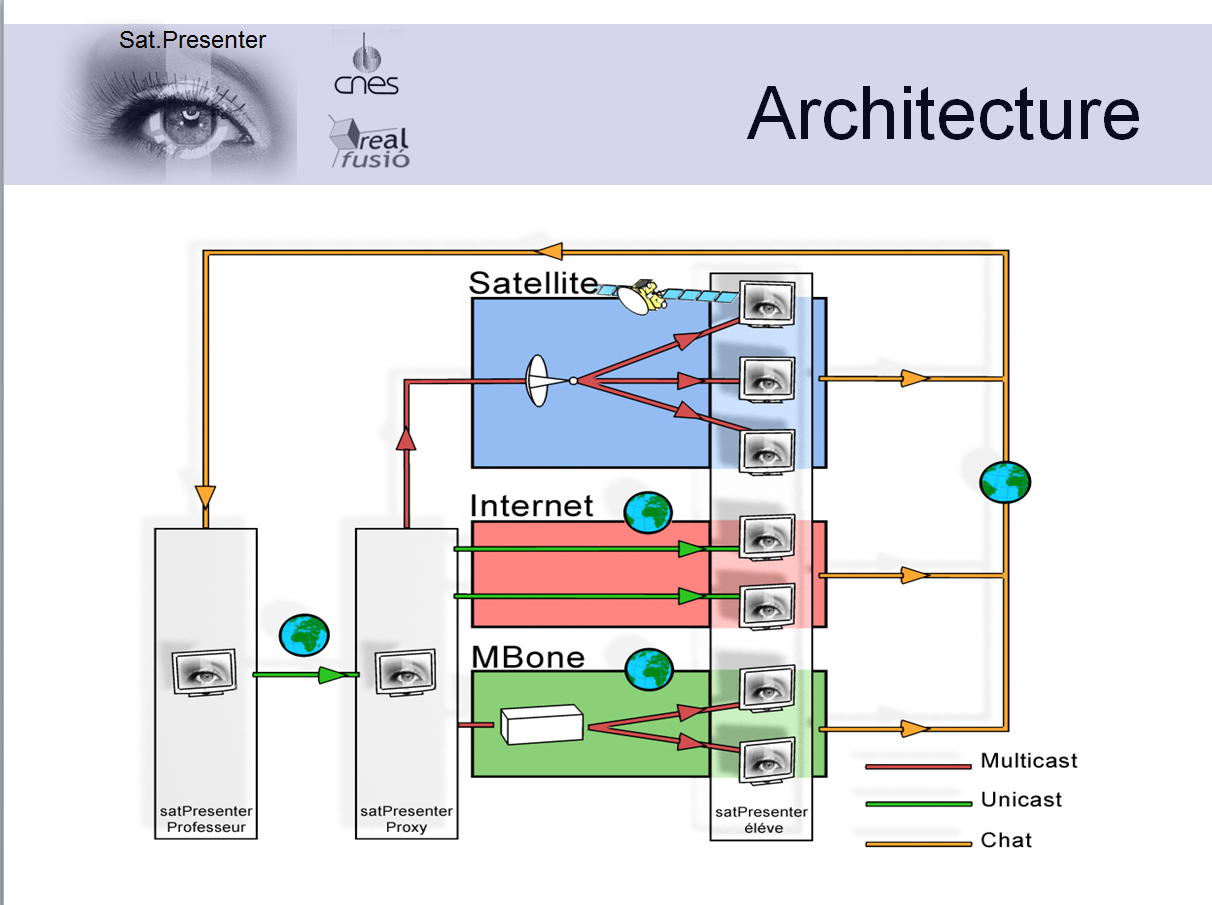 Sat.Presenter
cnes
real
fusió
Architecture
Satellite
Internet
MBone
satPresenter
Professeur
satPresenter
Proxy
satPresenter
éléve
Multicast
Unicast
Chat